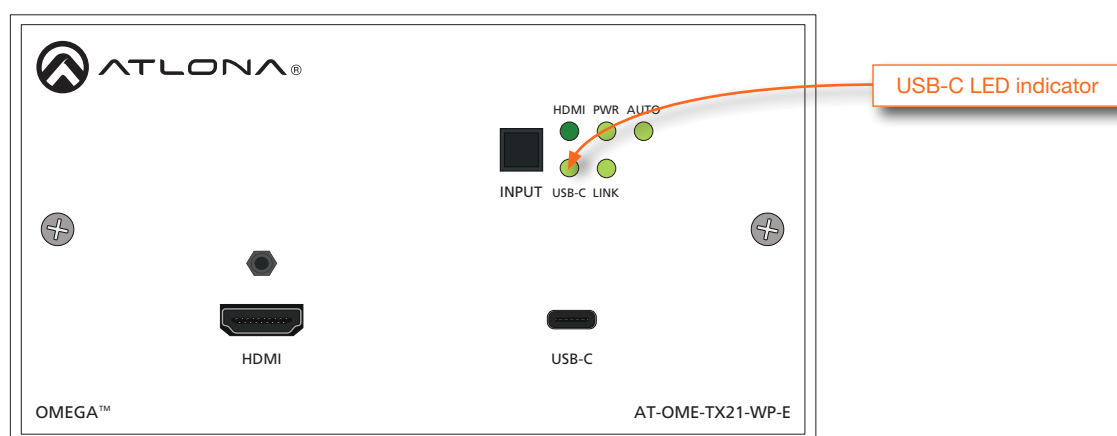 ATLONA®
USB-C LED indicator
HDMI PWR AUTO
INPUT USB-C LINK
HDMI
USB-C
OMEGA™
AT-OME-TX21-WP-E